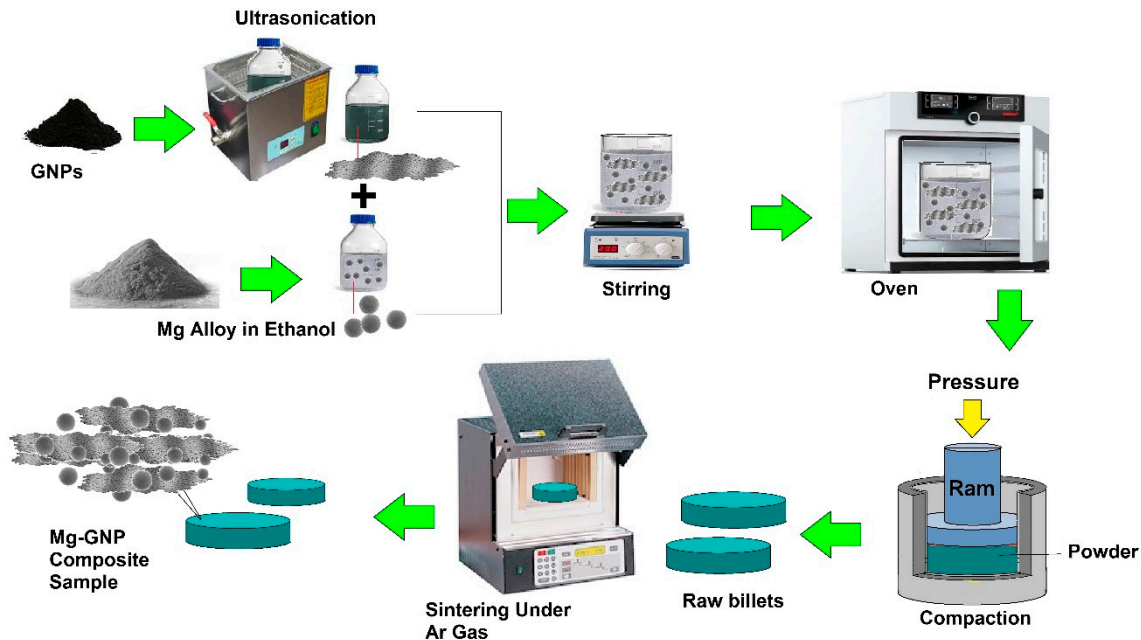 Ultrasonication
GNPs
+
Mg Alloy in Ethanol
Stirring
Oven
Pressure
Ram
Powder
Compaction
Raw billets
Sintering Under
Ar Gas
Mg-GNP
Composite
Sample